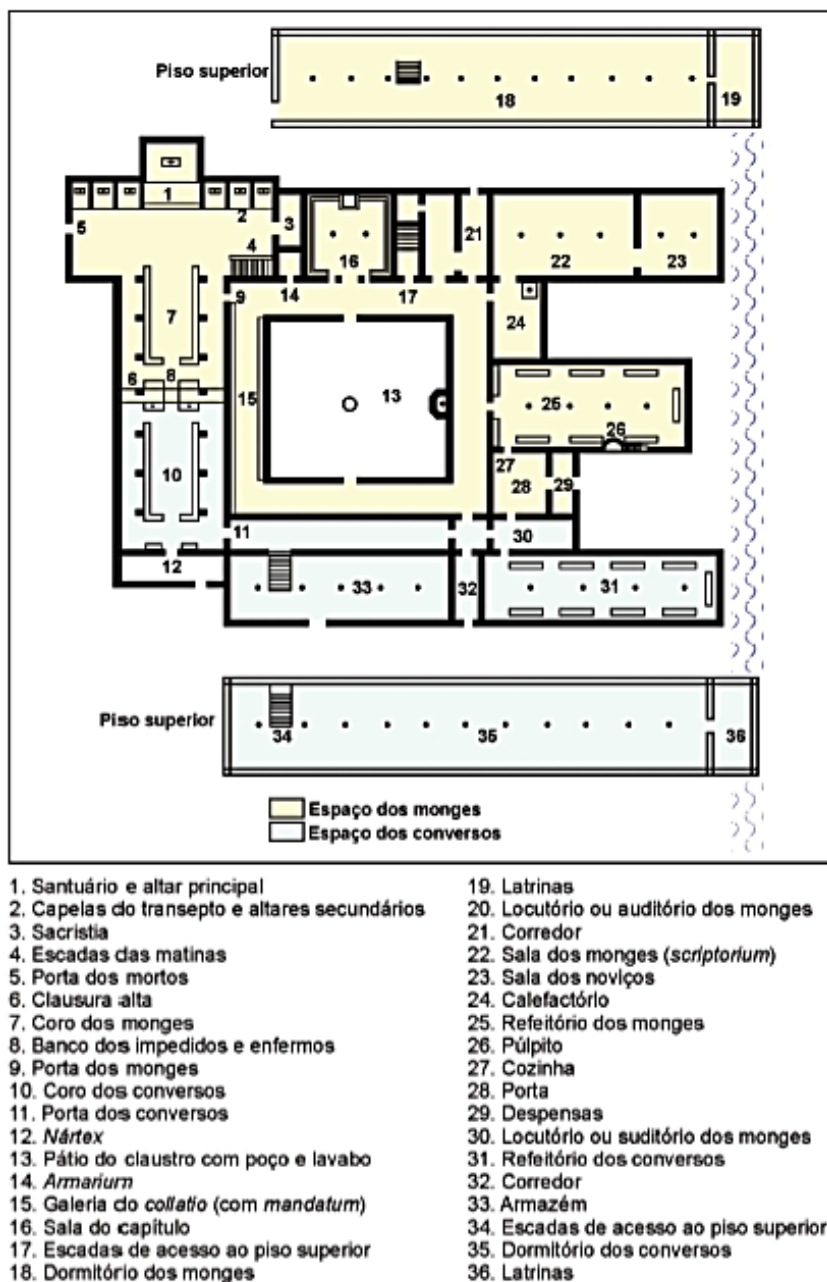 Piso superior
18
19
1
2
3
5
4
16
21
22
23
9
14
17
24
7
6
8
15
13
25
26
10
27
28
29
11
30
12
33
32
31
Piso superior
34
35
36
Espaço dos monges
Espaço dos conversos
1. Santuário e altar principal
2. Capelas do transepto e altares secundários
3. Sacristia
4. Escadas das matinas
5. Porta dos mortos
6. Clausura alta
7. Coro dos monges
8. Banco dos impedidos e enfermos
9. Porta dos monges
10. Coro dos conversos
11. Porta dos conversos
12. Nártex
13. Pátio do claustro com poço e lavabo
14. Armarium
15. Galeria do collatio (com mandatum)
16. Sala do capítulo
17. Escadas de acesso ao piso superior
18. Dormitório dos monges
19. Latrinas
20. Locutório ou auditório dos monges
21. Corredor
22. Sala dos monges (scriptorium)
23. Sala dos noviços
24. Calefactório
25. Refeitório dos monges
26. Púlpito
27. Cozinha
28. Porta
29. Despensas
30. Locutório ou suditório dos monges
31. Refeitório dos conversos
32. Corredor
33. Armazém
34. Escadas de acesso ao piso superior
35. Dormitório dos conversos
36. Latrinas